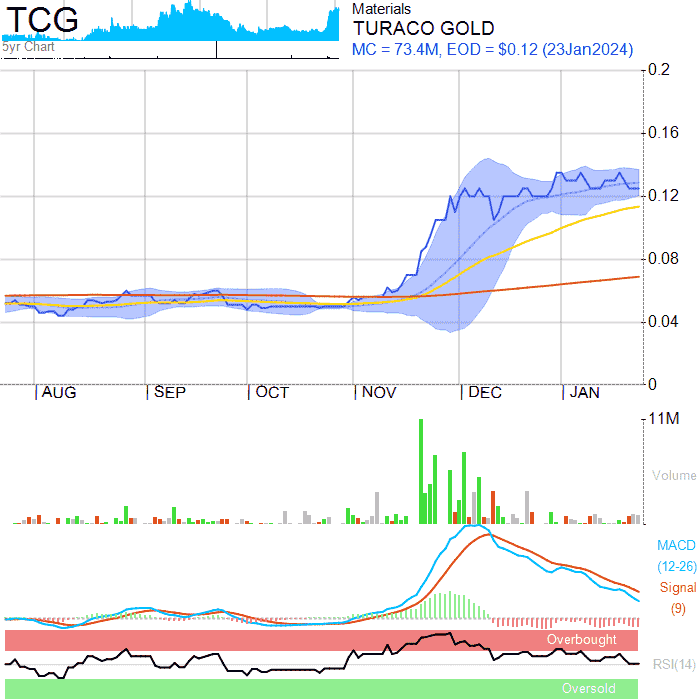 TCG
5yr Chart
Materials
TURACO GOLD
MC = 73.4M, EOD = $0.12 (23Jan2024)
0.2
0.16
0.12
0.08
0.04
0
AUG SEP OCT NOV DEC JAN
11M
Volume
MACD
(12-26)
Signal
(9)
Overbought
RSI(14)
Oversold